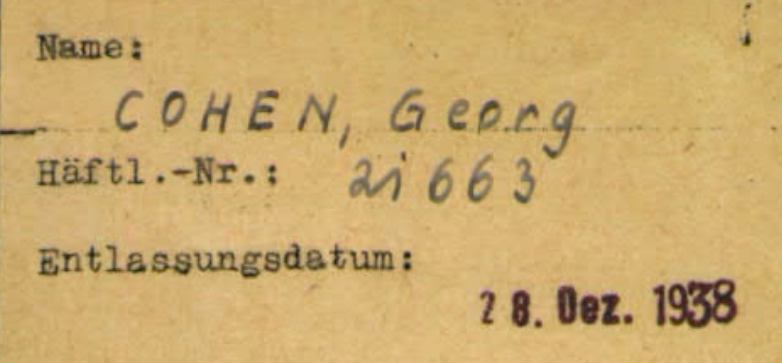 Name:
COHEN, Georg
Häftl.-Nr.: 21663
Entlassungsdatum:
28. Dez. 1938